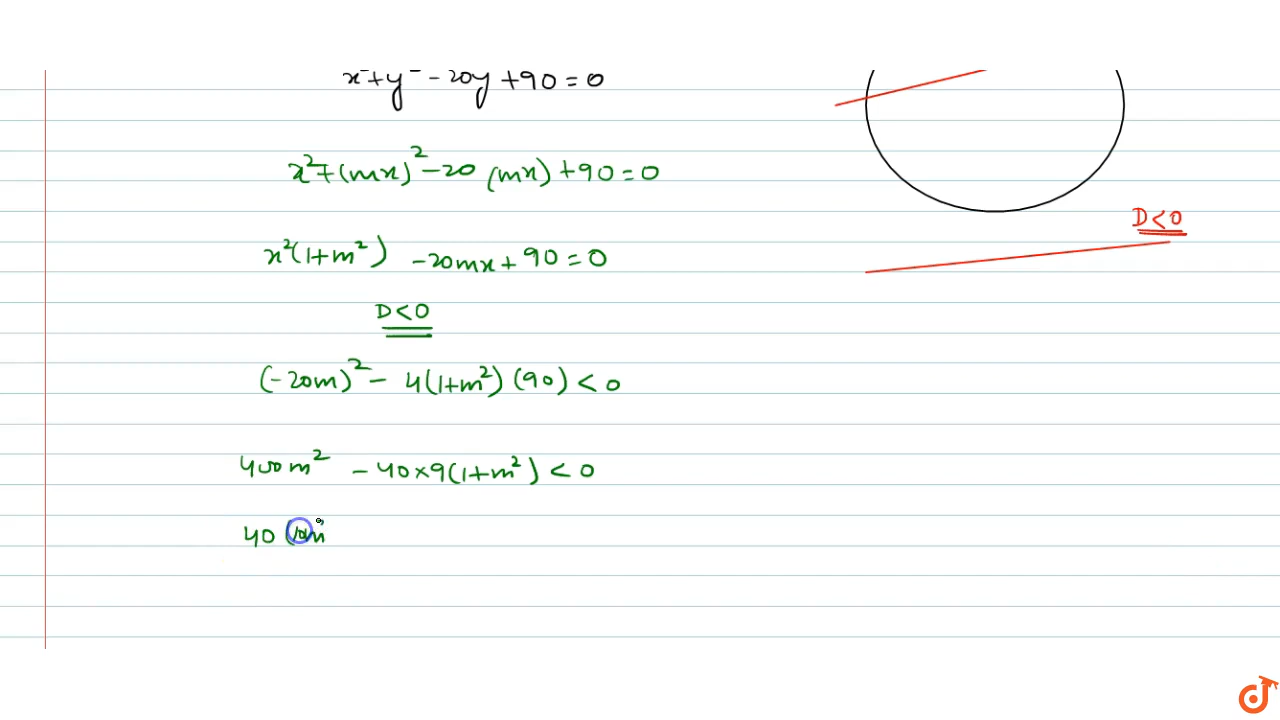 x²+y²-20y+90=0
x²+(mx)²-20(mx)+90=0
x²(1+m²)-20mx+90=0
D<0
(-20m)²-4(1+m²)(90)<0
400m²-40×9(1+m²)<0
40(10m²
D<0